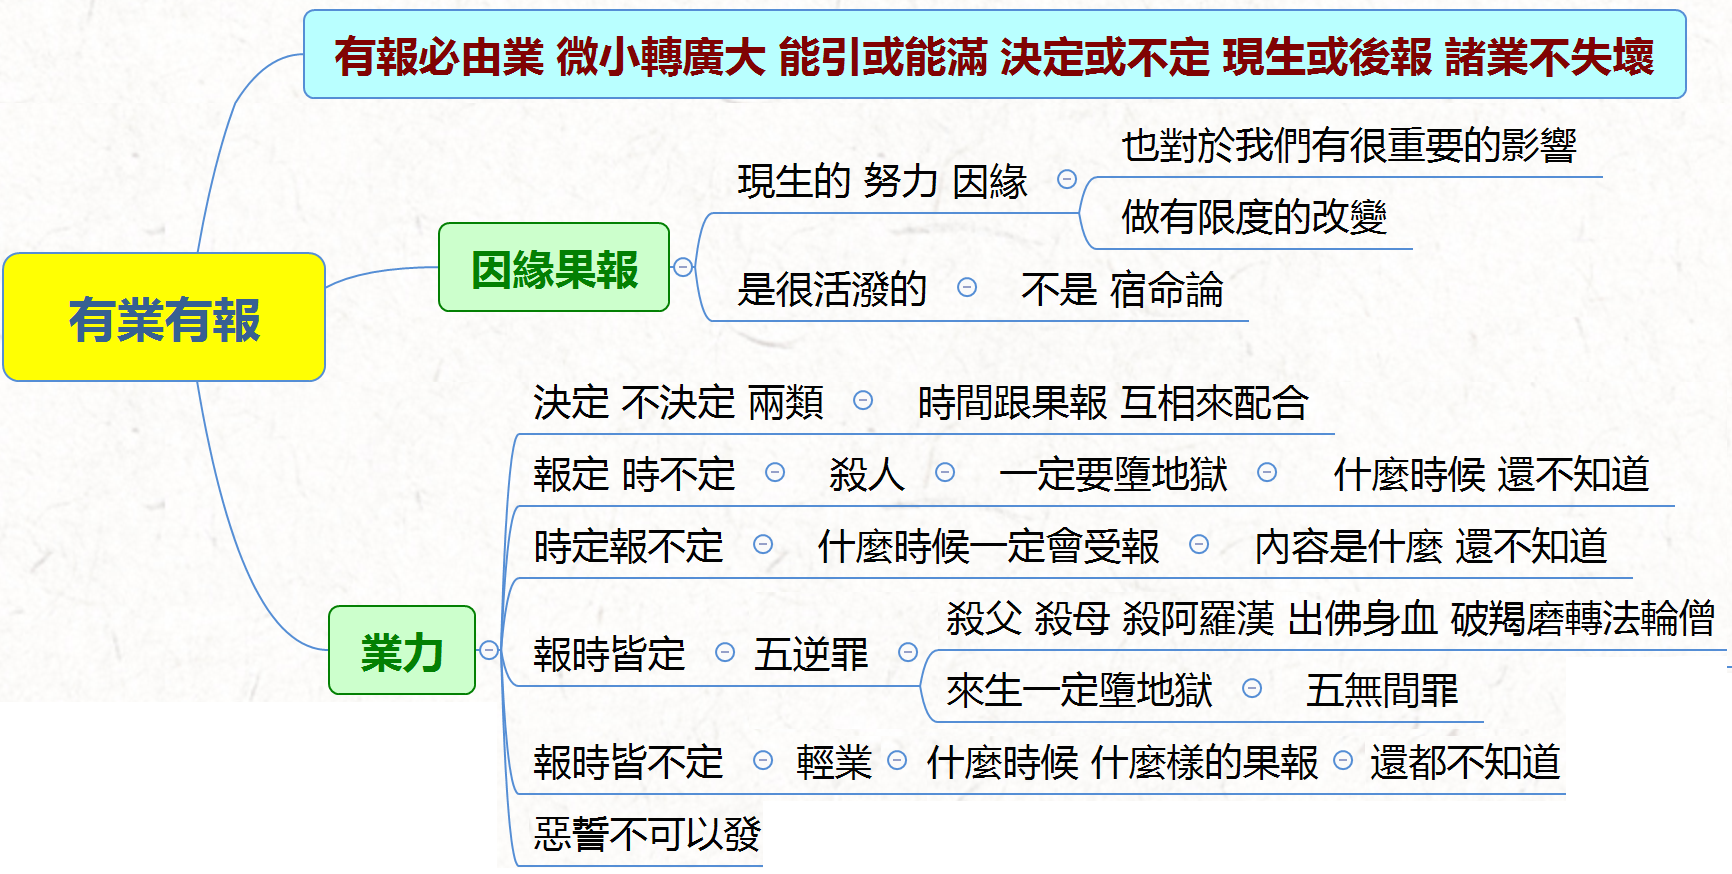 有報必由業 微小轉廣大 能引或能滿 決定或不定 現生或後報 諸業不失壞
有業有報
因緣果報
現生的 努力 因緣
也對於我們有很重要的影響
做有限度的改變
是很活潑的 不是 宿命論
業力
決定 不決定 兩類 時間跟果報 互相來配合
報定 時不定 殺人 一定要墮地獄 什麼時候 還不知道
時定報不定 什麼時候一定會受報 內容是什麼 還不知道
報時皆定 五逆罪
殺父 殺母 殺阿羅漢 出佛身血 破羯磨轉法輪僧
來生一定墮地獄 五無間罪
報時皆不定 輕業 什麼時候 什麼樣的果報 還都不知道
惡誓不可以發